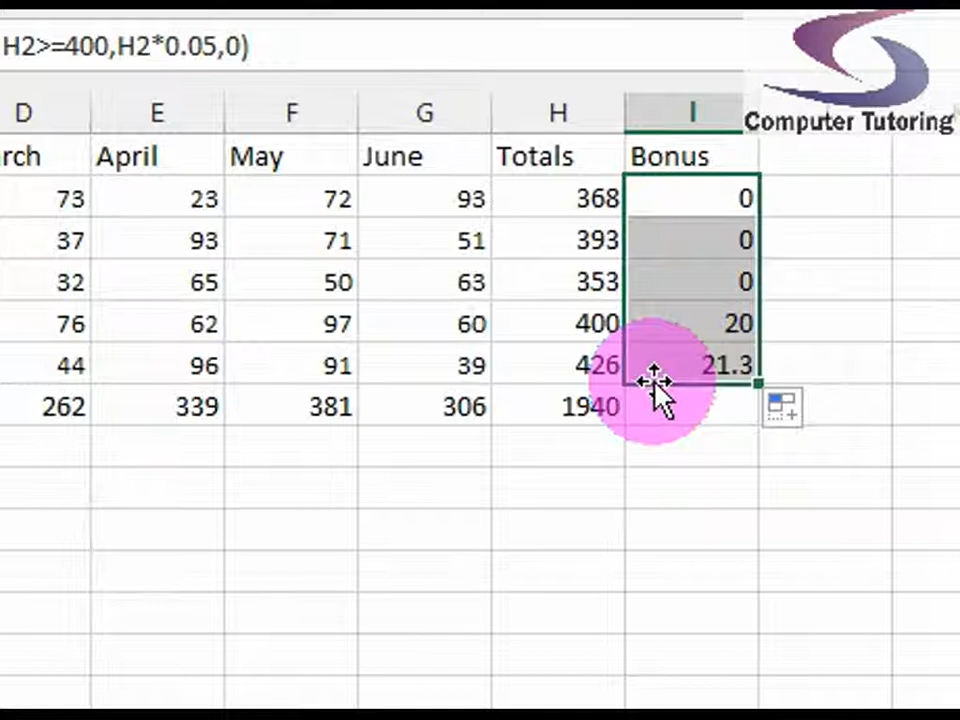 H2>=400,H2*0.05,0)
Computer Tutoring
D E F G H I
rch April May June Totals Bonus
73 23 72 93 368 0
37 93 71 51 393 0
32 65 50 63 353 0
76 62 97 60 400 20
44 96 91 39 426 21.3
262 339 381 306 1940